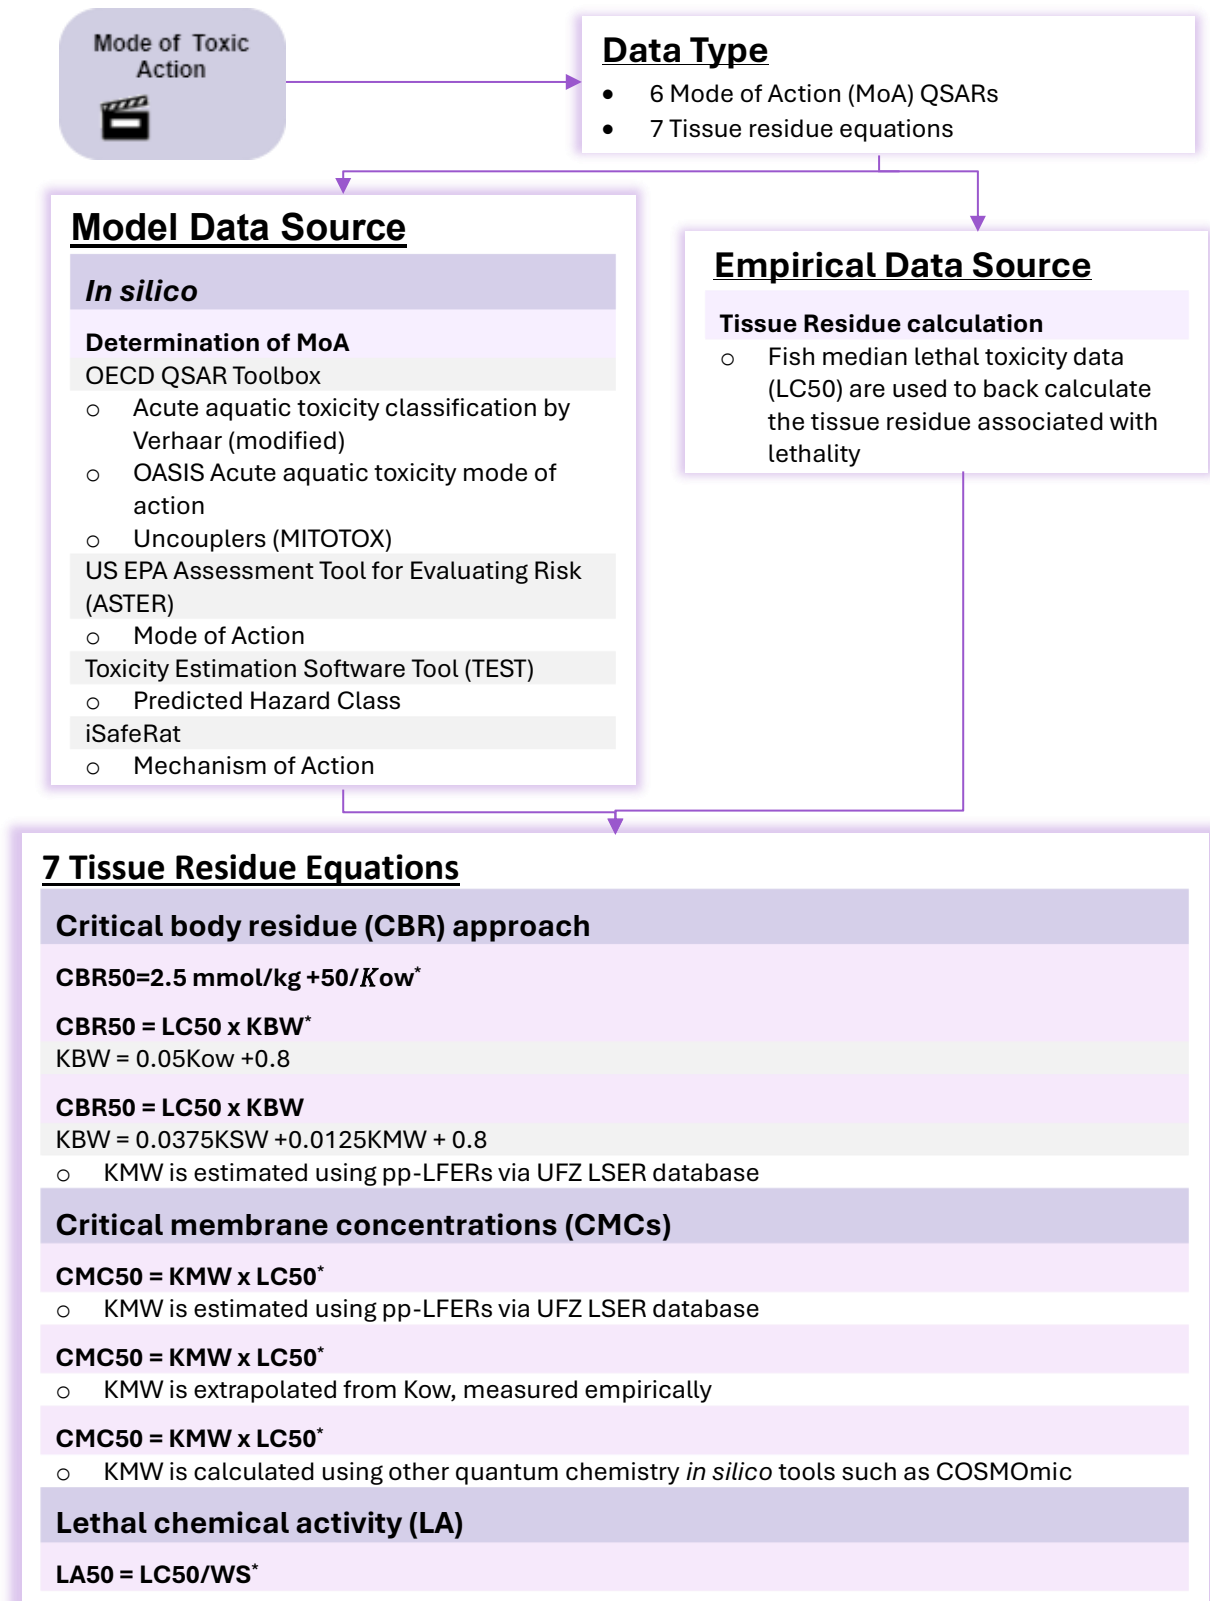 Mode of Toxic
Action
Data Type
• 6 Mode of Action (MoA) QSARs
• 7 Tissue residue equations
Model Data Source
In silico
Determination of MoA
OECD QSAR Toolbox
o Acute aquatic toxicity classification by
Verhaar (modified)
o OASIS Acute aquatic toxicity mode of
action
o Uncouplers (MITOTOX)
US EPA Assessment Tool for Evaluating Risk
(ASTER)
o Mode of Action
Toxicity Estimation Software Tool (TEST)
o Predicted Hazard Class
iSafeRat
o Mechanism of Action
Empirical Data Source
Tissue Residue calculation
o Fish median lethal toxicity data
(LC50) are used to back calculate
the tissue residue associated with
lethality
7 Tissue Residue Equations
Critical body residue (CBR) approach
CBR50=2.5 mmol/kg +50/Kow*
CBR50 = LC50 x KBW*
KBW = 0.05Kow +0.8
CBR50 = LC50 x KBW
KBW = 0.0375KSW +0.0125KMW + 0.8
o KMW is estimated using pp-LFERs via UFZ LSER database
Critical membrane concentrations (CMCs)
CMC50 = KMW x LC50*
o KMW is estimated using pp-LFERs via UFZ LSER database
CMC50 = KMW x LC50*
o KMW is extrapolated from Kow, measured empirically
CMC50 = KMW x LC50*
o KMW is calculated using other quantum chemistry in silico tools such as COSMOmic
Lethal chemical activity (LA)
LA50 = LC50/WS*